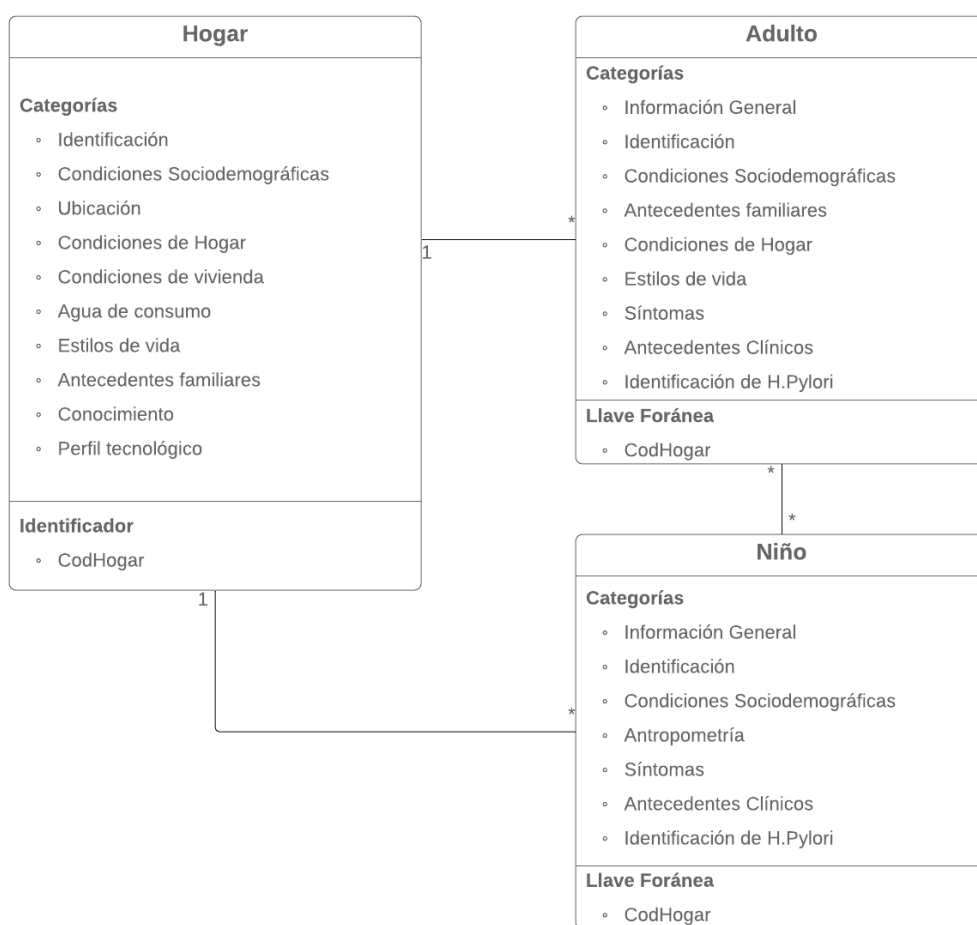 Hogar
Categorías
◦ Identificación
◦ Condiciones Sociodemográficas
◦ Ubicación
◦ Condiciones de Hogar
◦ Condiciones de vivienda
◦ Agua de consumo
◦ Estilos de vida
◦ Antecedentes familiares
◦ Conocimiento
◦ Perfil tecnológico
Identificador
◦ CodHogar
1
*
1
*
Adulto
Categorías
◦ Información General
◦ Identificación
◦ Condiciones Sociodemográficas
◦ Antecedentes familiares
◦ Condiciones de Hogar
◦ Estilos de vida
◦ Síntomas
◦ Antecedentes Clínicos
◦ Identificación de H.Pylori
Llave Foránea
◦ CodHogar
*
*
Niño
Categorías
◦ Información General
◦ Identificación
◦ Condiciones Sociodemográficas
◦ Antropometría
◦ Síntomas
◦ Antecedentes Clínicos
◦ Identificación de H.Pylori
Llave Foránea
◦ CodHogar